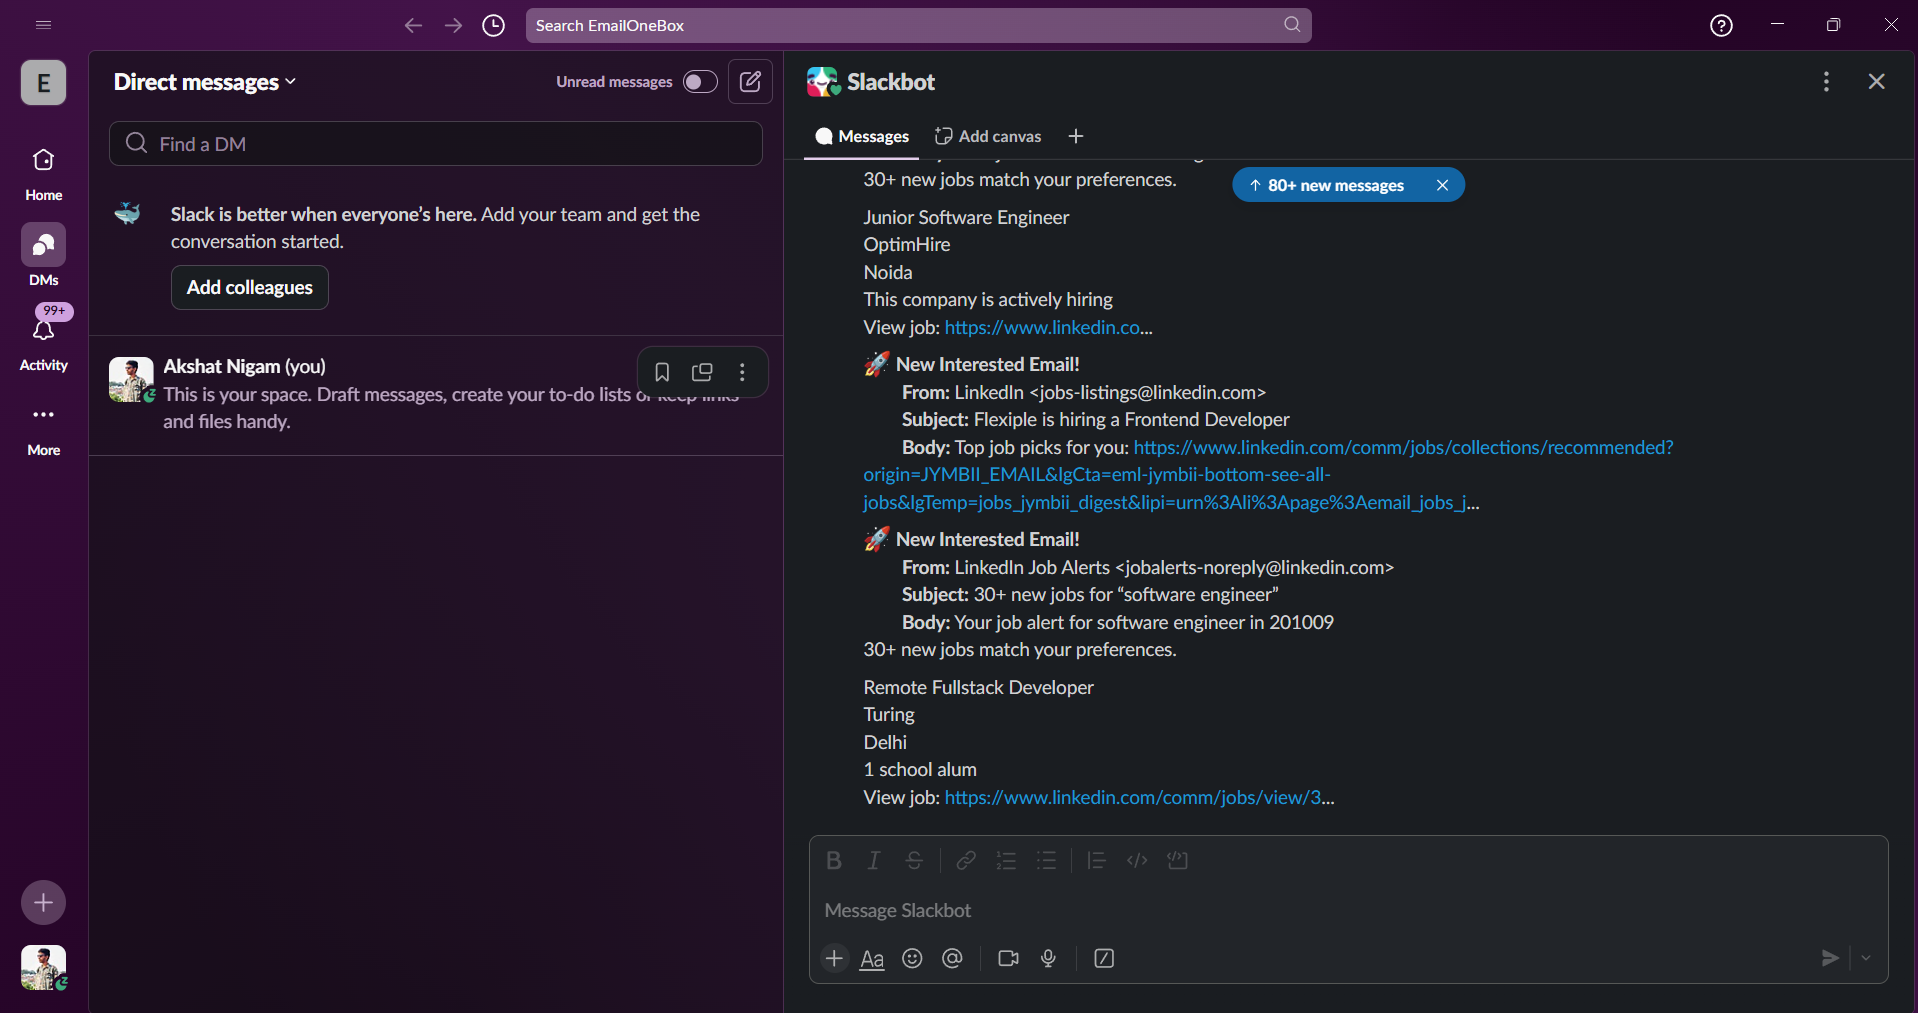 Search EmailOneBox
E
Home
DMs
99+
Activity
More
Direct messages
Unread messages
Find a DM
Slack is better when everyone's here. Add your team and get the
conversation started.
Add colleagues
Akshat Nigam (you)
This is your space. Draft messages, create your to-do lists or keep links
and files handy.
Slackbot
Messages
Add canvas
80+ new messages
30+ new jobs match your preferences.
Junior Software Engineer
OptimHire
Noida
This company is actively hiring
View job: https://www.linkedin.co...
🚀 New Interested Email!
From: LinkedIn <jobs-listings@linkedin.com>
Subject: Flexiple is hiring a Frontend Developer
Body: Top job picks for you: https://www.linkedin.com/comm/jobs/collections/recommended?
origin=JYMBII_EMAIL&lgCta=eml-jymbii-bottom-see-all-
jobs&lgTemp=jobs_jymbii_digest&lipi=urn%3Ali%3Apage%3Aemail_jobs_j...
🚀 New Interested Email!
From: LinkedIn Job Alerts <jobalerts-noreply@linkedin.com>
Subject: 30+ new jobs for “software engineer”
Body: Your job alert for software engineer in 201009
30+ new jobs match your preferences.
Remote Fullstack Developer
Turing
Delhi
1 school alum
View job: https://www.linkedin.com/comm/jobs/view/3...
Message Slackbot
Aa